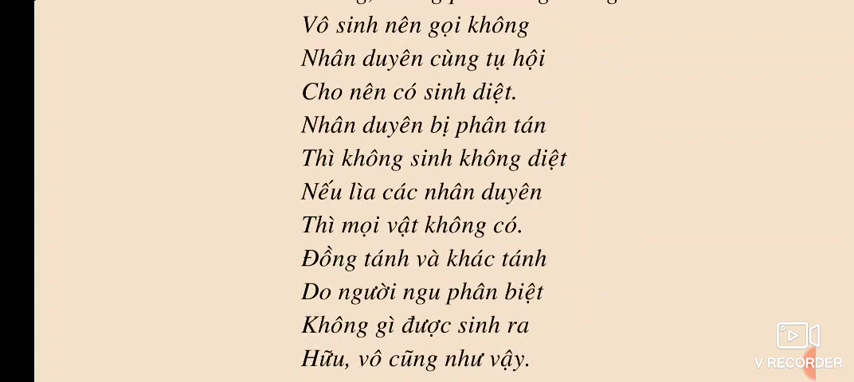 Vô sinh nên gọi không
Nhân duyên cùng tụ hội
Cho nên có sinh diệt.
Nhân duyên bị phân tán
Thì không sinh không diệt
Nếu lìa các nhân duyên
Thì mọi vật không có.
Đồng tánh và khác tánh
Do người ngu phân biệt
Không gì được sinh ra
Hữu, vô cũng như vậy.
V RECORDER